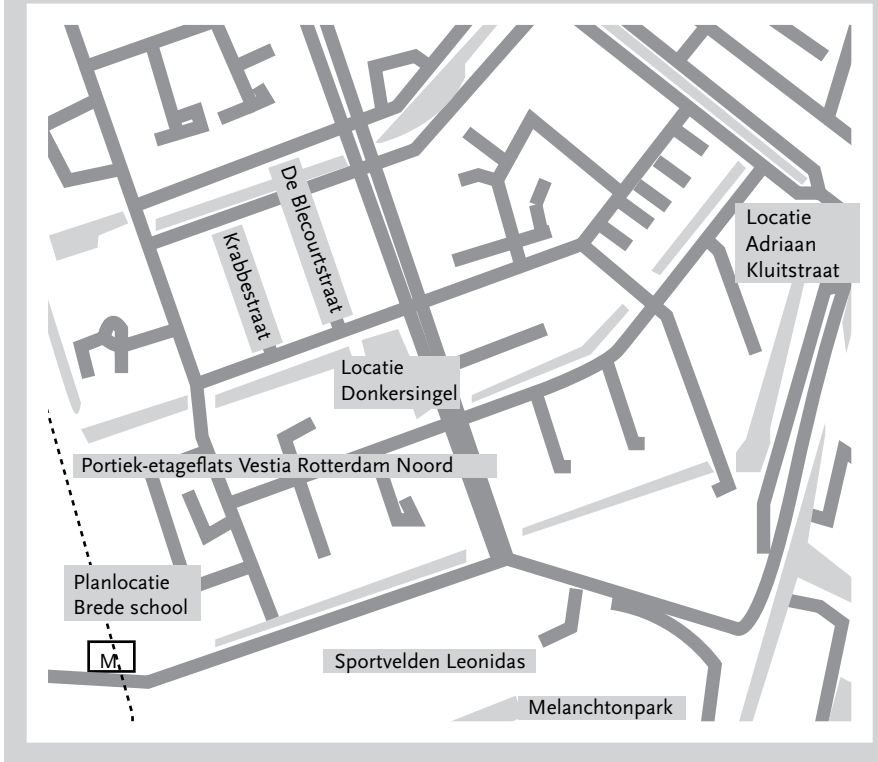 De Blecourtstraat
Krabbestraat
Locatie
Adriaan
Kluitstraat
Locatie
Donkersingel
Portiek-etageflats Vestia Rotterdam Noord
Planlocatie
Brede school
M
Sportvelden Leonidas
Melanchtonpark